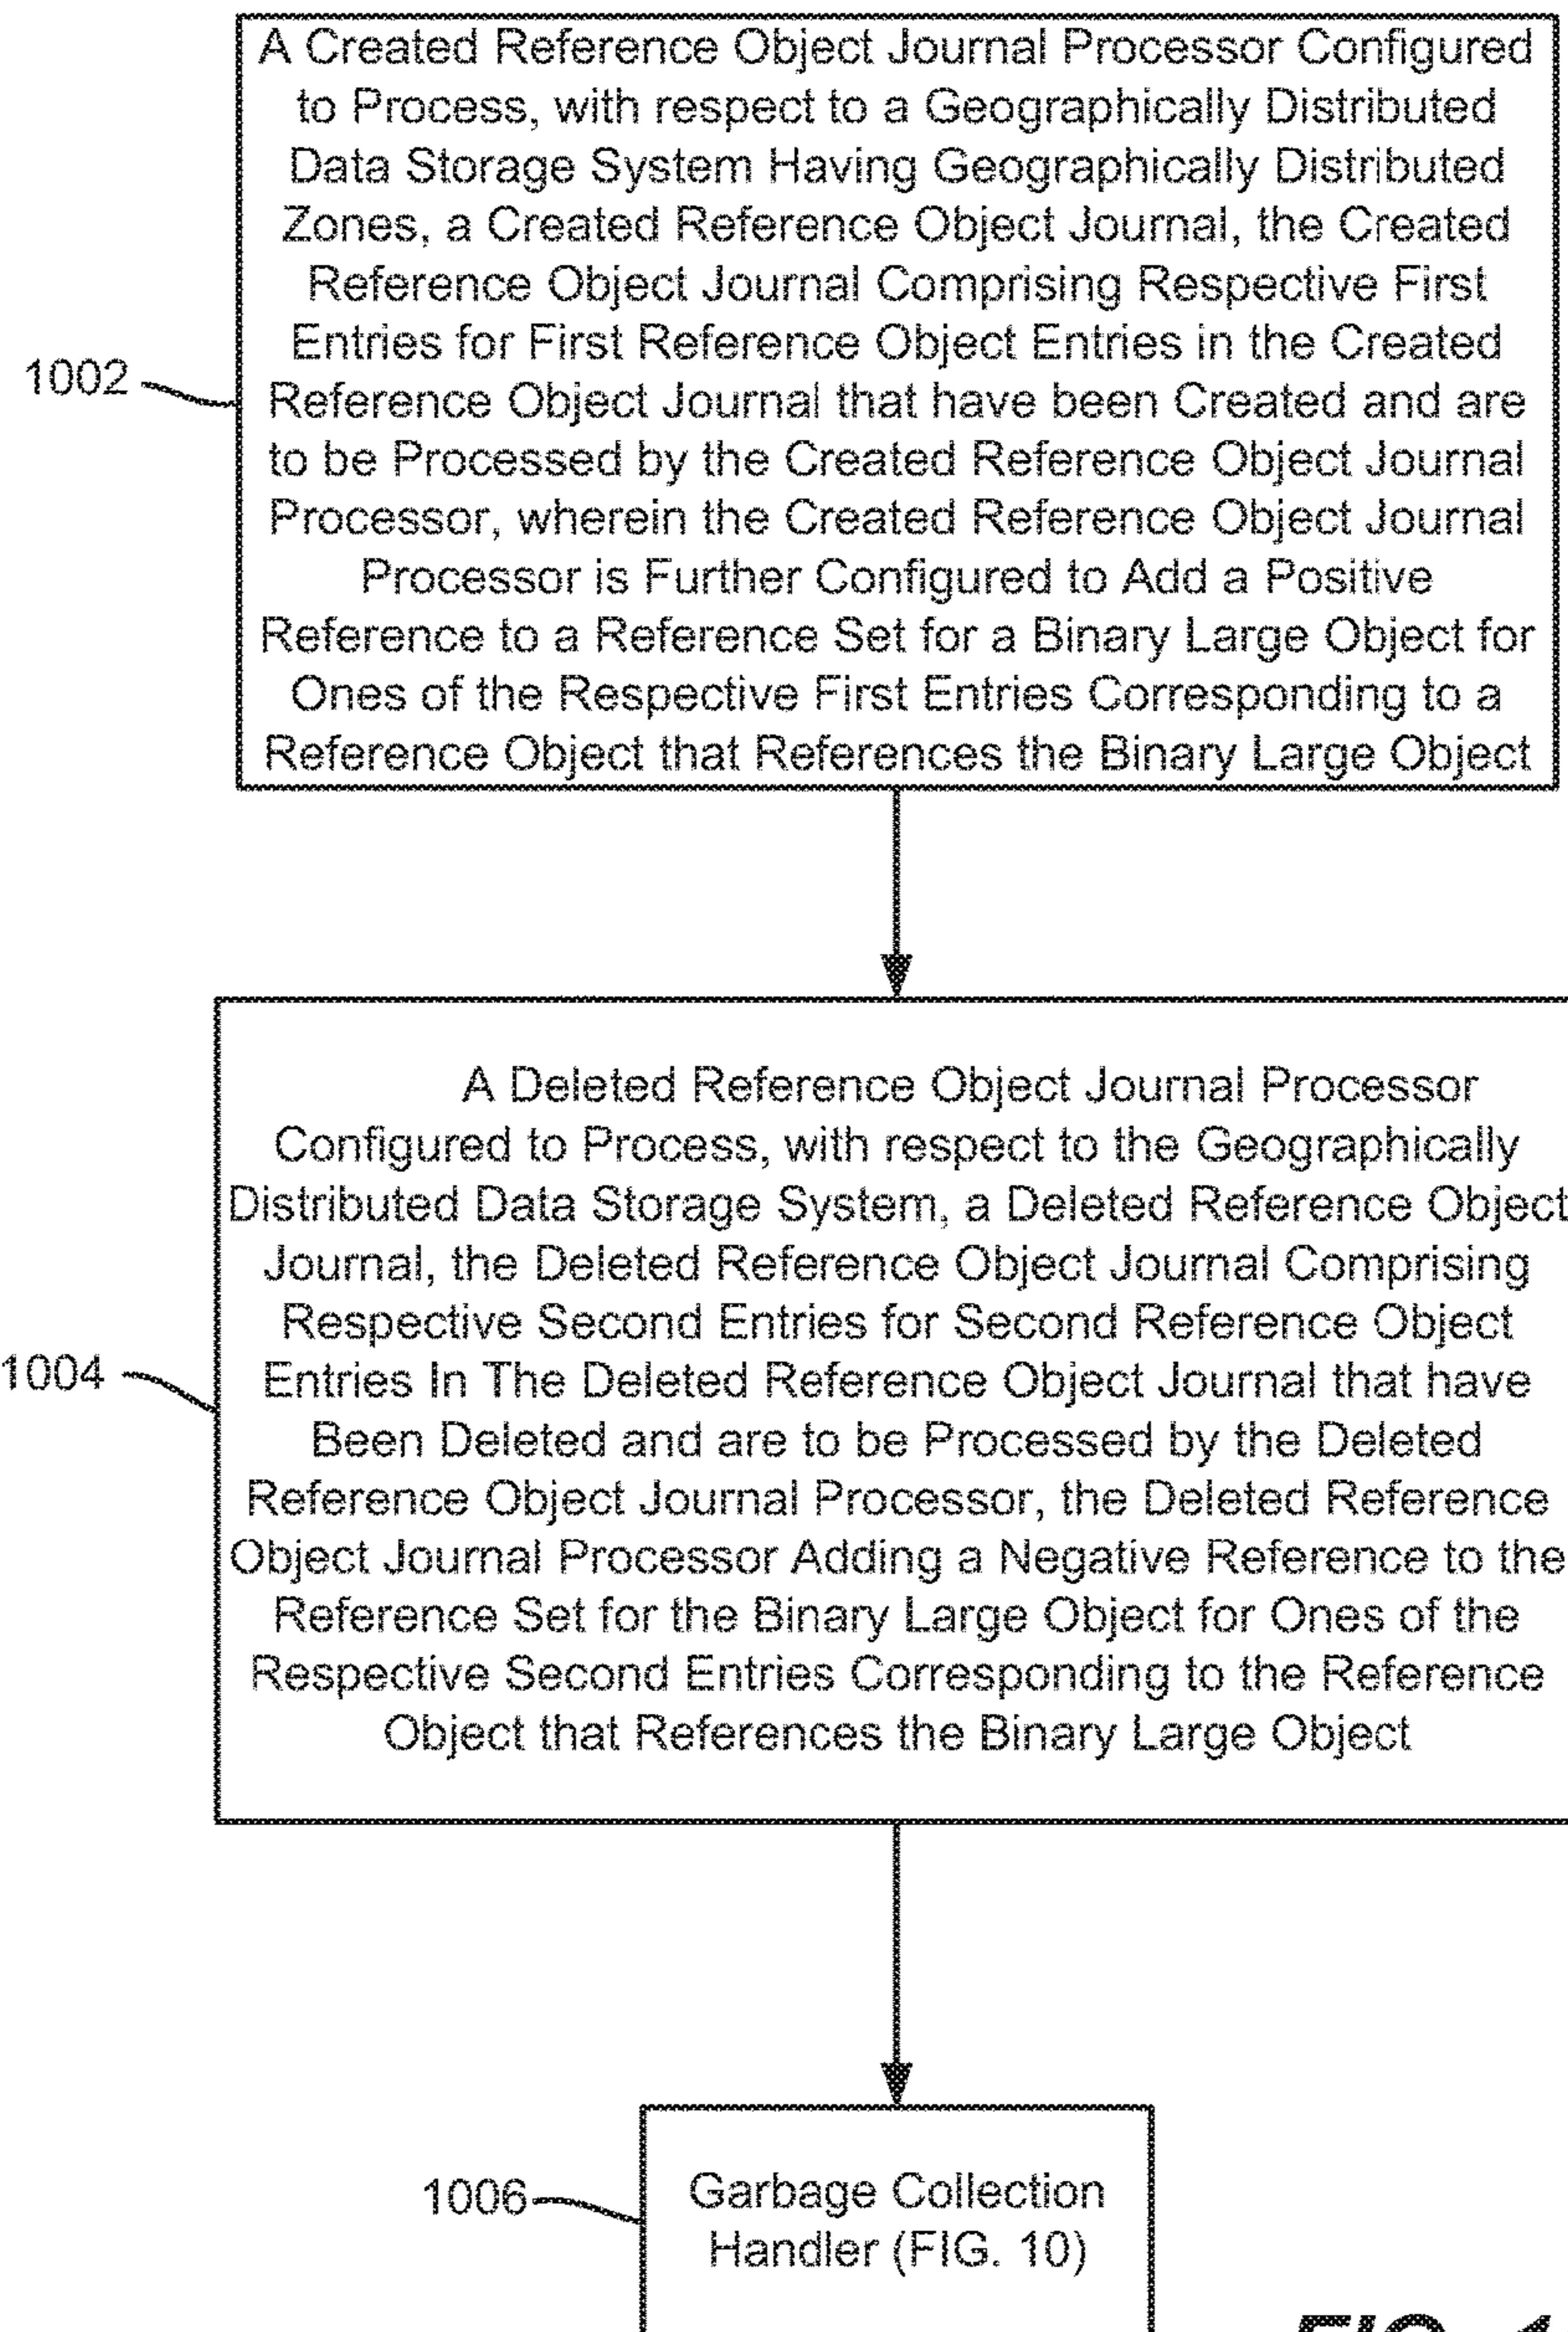 A Created Reference Object Journal Processor Configured
to Process, with respect to a Geographically Distributed
Data Storage System Having Geographically Distributed
Zones, a Created Reference Object Journal, the Created
Reference Object Journal Comprising Respective First
Entries for First Reference Object Entries in the Created
Reference Object Journal that have been Created and are
to be Processed by the Created Reference Object Journal
Processor, wherein the Created Reference Object Journal
Processor is Further Configured to Add a Positive
Reference to a Reference Set for a Binary Large Object for
Ones of the Respective First Entries Corresponding to a
Reference Object that References the Binary Large Object
1002
A Deleted Reference Object Journal Processor
Configured to Process, with respect to the Geographically
Distributed Data Storage System, a Deleted Reference Object
Journal, the Deleted Reference Object Journal Comprising
Respective Second Entries for Second Reference Object
Entries In The Deleted Reference Object Journal that have
Been Deleted and are to be Processed by the Deleted
Reference Object Journal Processor, the Deleted Reference
Object Journal Processor Adding a Negative Reference to the
Reference Set for the Binary Large Object for Ones of the
Respective Second Entries Corresponding to the Reference
Object that References the Binary Large Object
1004
Garbage Collection
Handler (FIG. 10)
1006